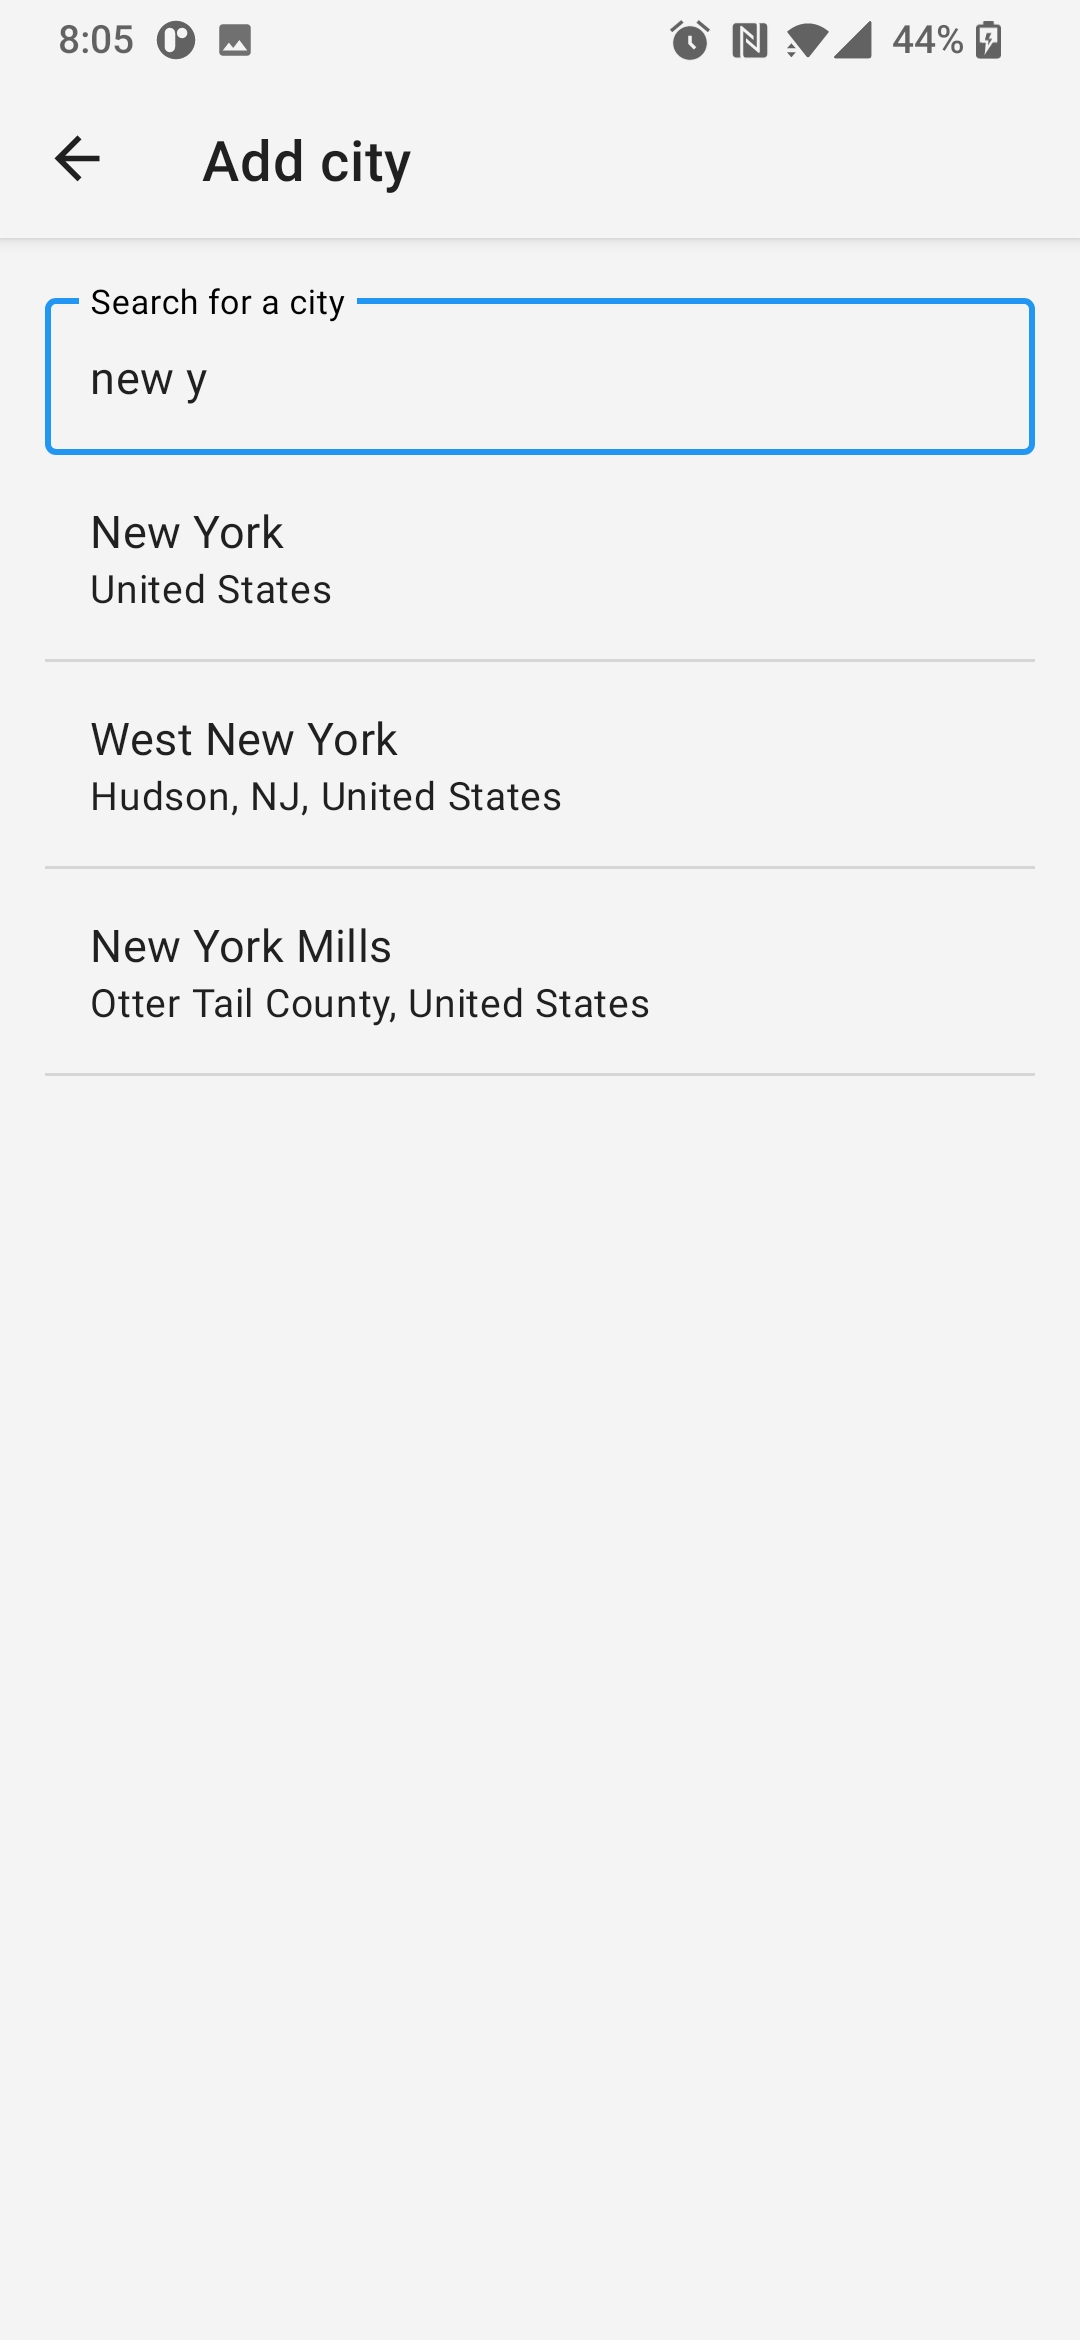 8:05
44%
Add city
Search for a city
new y
New York
United States
West New York
Hudson, NJ, United States
New York Mills
Otter Tail County, United States